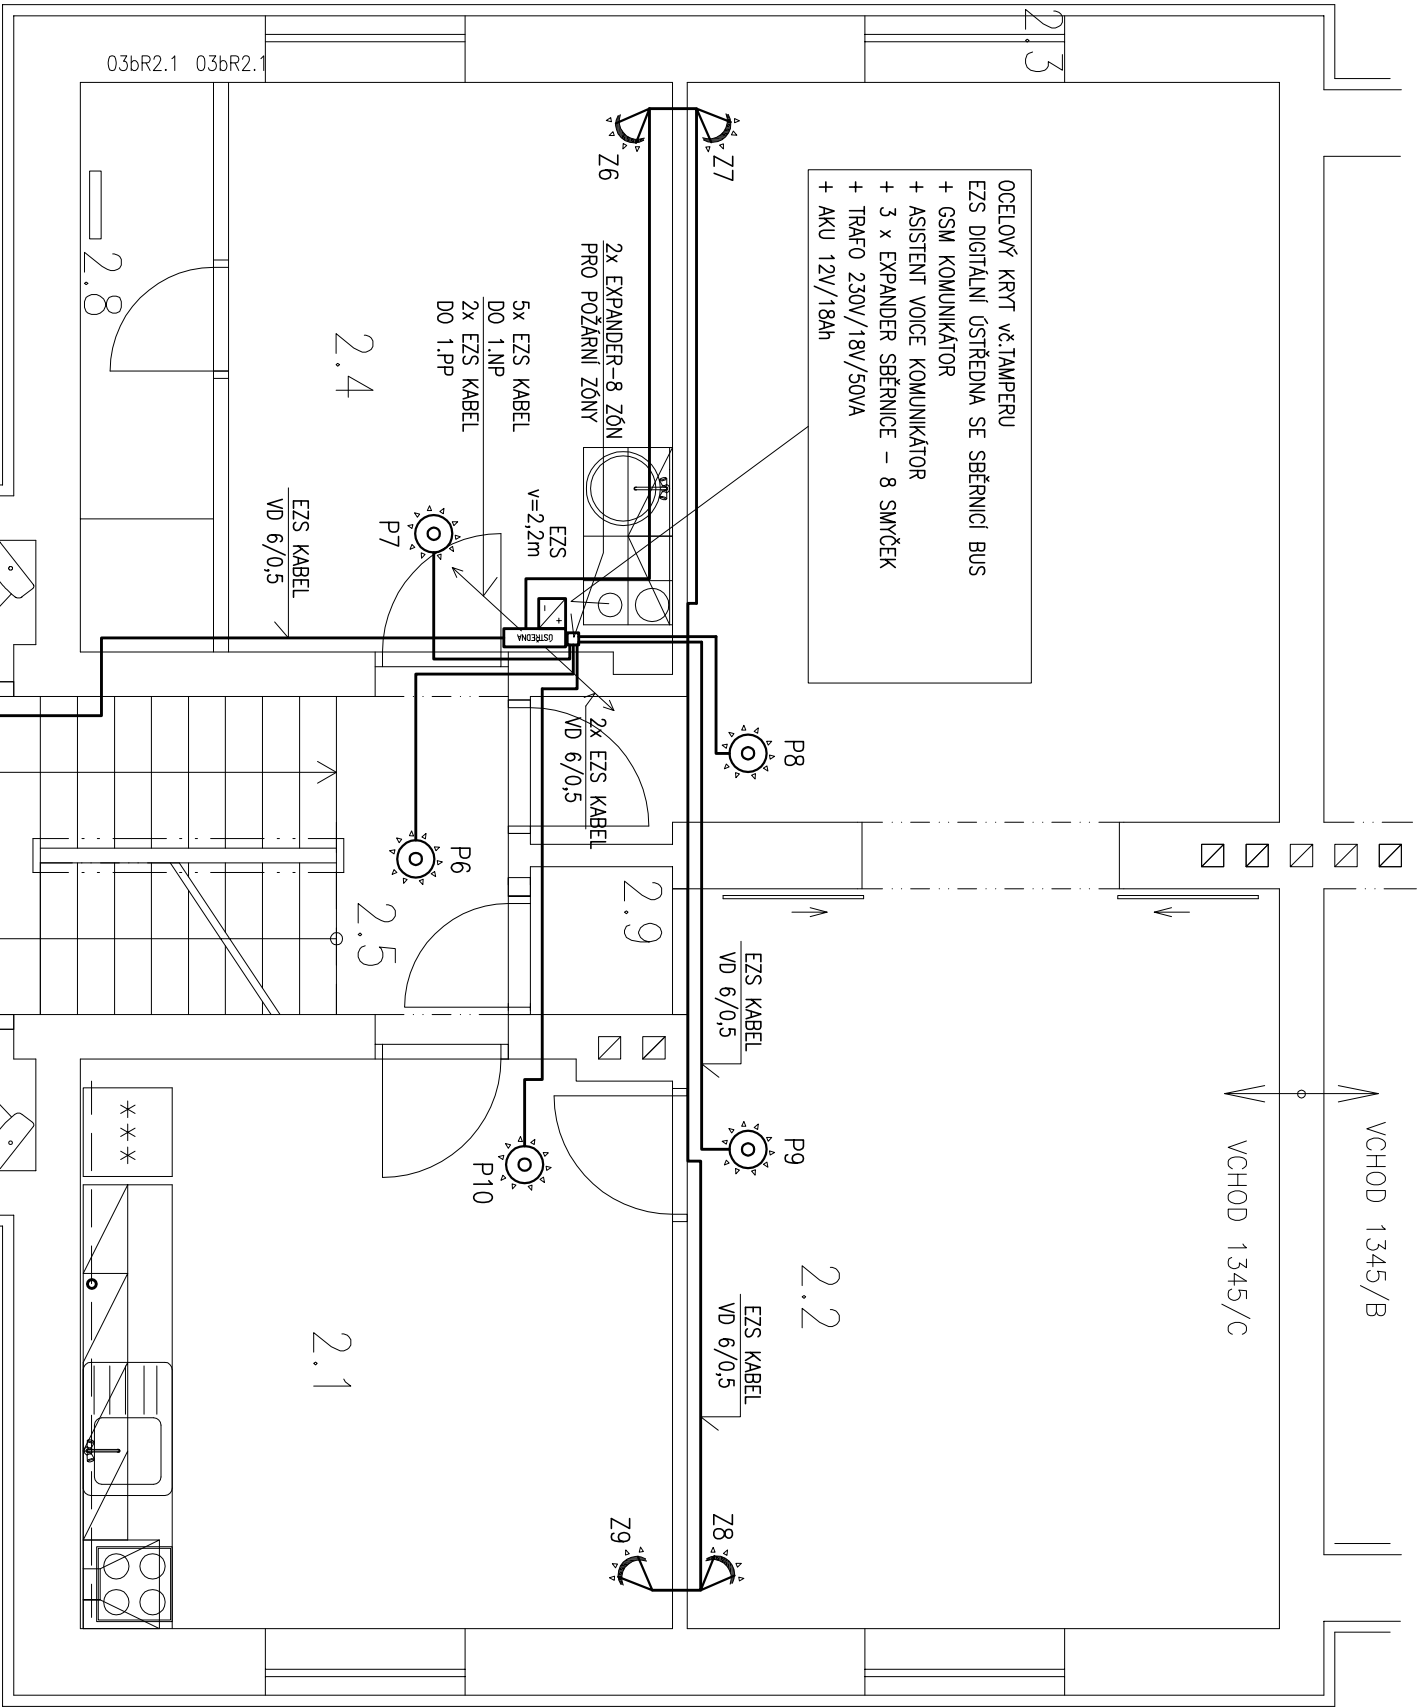 2.3
03bR2.1 03bR2.1
OCELOVÝ KRYT vč.TAMPERU
EZS DIGITÁLNÍ ÚSTŘEDNA SE SBĚRNICÍ BUS
+ GSM KOMUNIKÁTOR
+ ASISTENT VOICE KOMUNIKÁTOR
+ 3 x EXPANDER SBĚRNICE - 8 SMYČEK
+ TRAFO 230V/18V/50VA
+ AKU 12V/18Ah
Z7
Z6
2x EXPANDER-8 ZÓN
PRO POŽÁRNÍ ZÓNY
5x EZS KABEL
DO 1.NP
2x EZS KABEL
DO 1.PP
2.8
2.4
EZS
v=2,2m
P7
EZS KABEL
VD 6/0,5
ÚSTŘEDNA
- +
2x EZS KABEL
VD 6/0,5
P8
P6
2.5
2.9
EZS KABEL
VD 6/0,5
P9
P10
VCHOD 1345/B
VCHOD 1345/C
2.2
EZS KABEL
VD 6/0,5
2.1
Z8
Z9